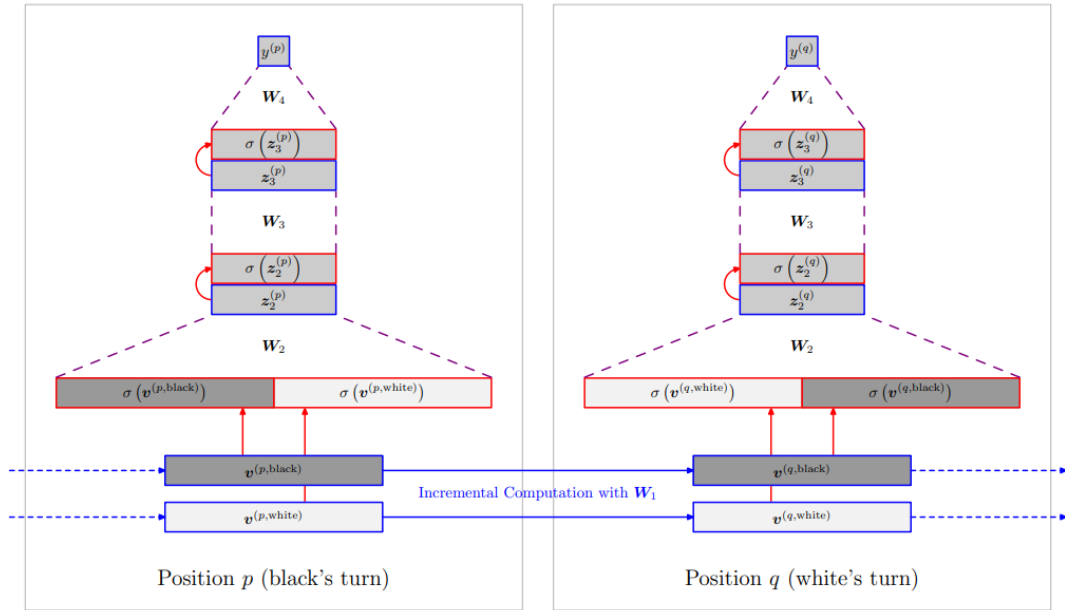 y^(p)
W_4
σ(z_3^(p))
z_3^(p)
W_3
σ(z_2^(p))
z_2^(p)
W_2
σ(v^(p,black)) σ(v^(p,white))
v^(p,black)
v^(p,white)
Position p (black's turn)
Incremental Computation with W_1
y^(q)
W_4
σ(z_3^(q))
z_3^(q)
W_3
σ(z_2^(q))
z_2^(q)
W_2
σ(v^(q,white)) σ(v^(q,black))
v^(q,black)
v^(q,white)
Position q (white's turn)